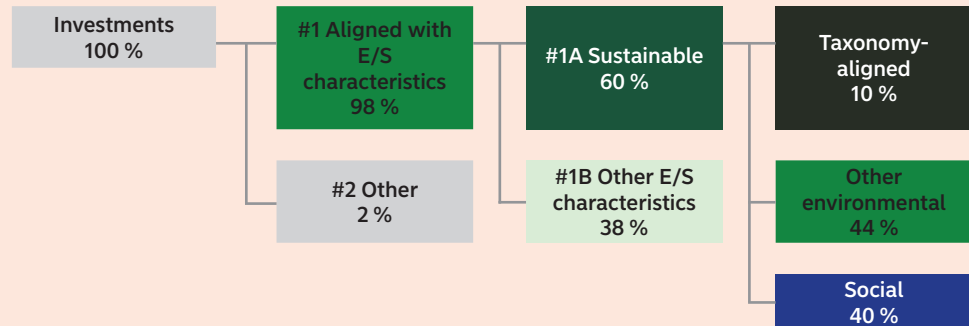 Investments
100 %
#1 Aligned with
E/S
characteristics
98 %
#2 Other
2 %
#1A Sustainable
60 %
#1B Other E/S
characteristics
38 %
Taxonomy-
aligned
10 %
Other
environmental
44 %
Social
40 %